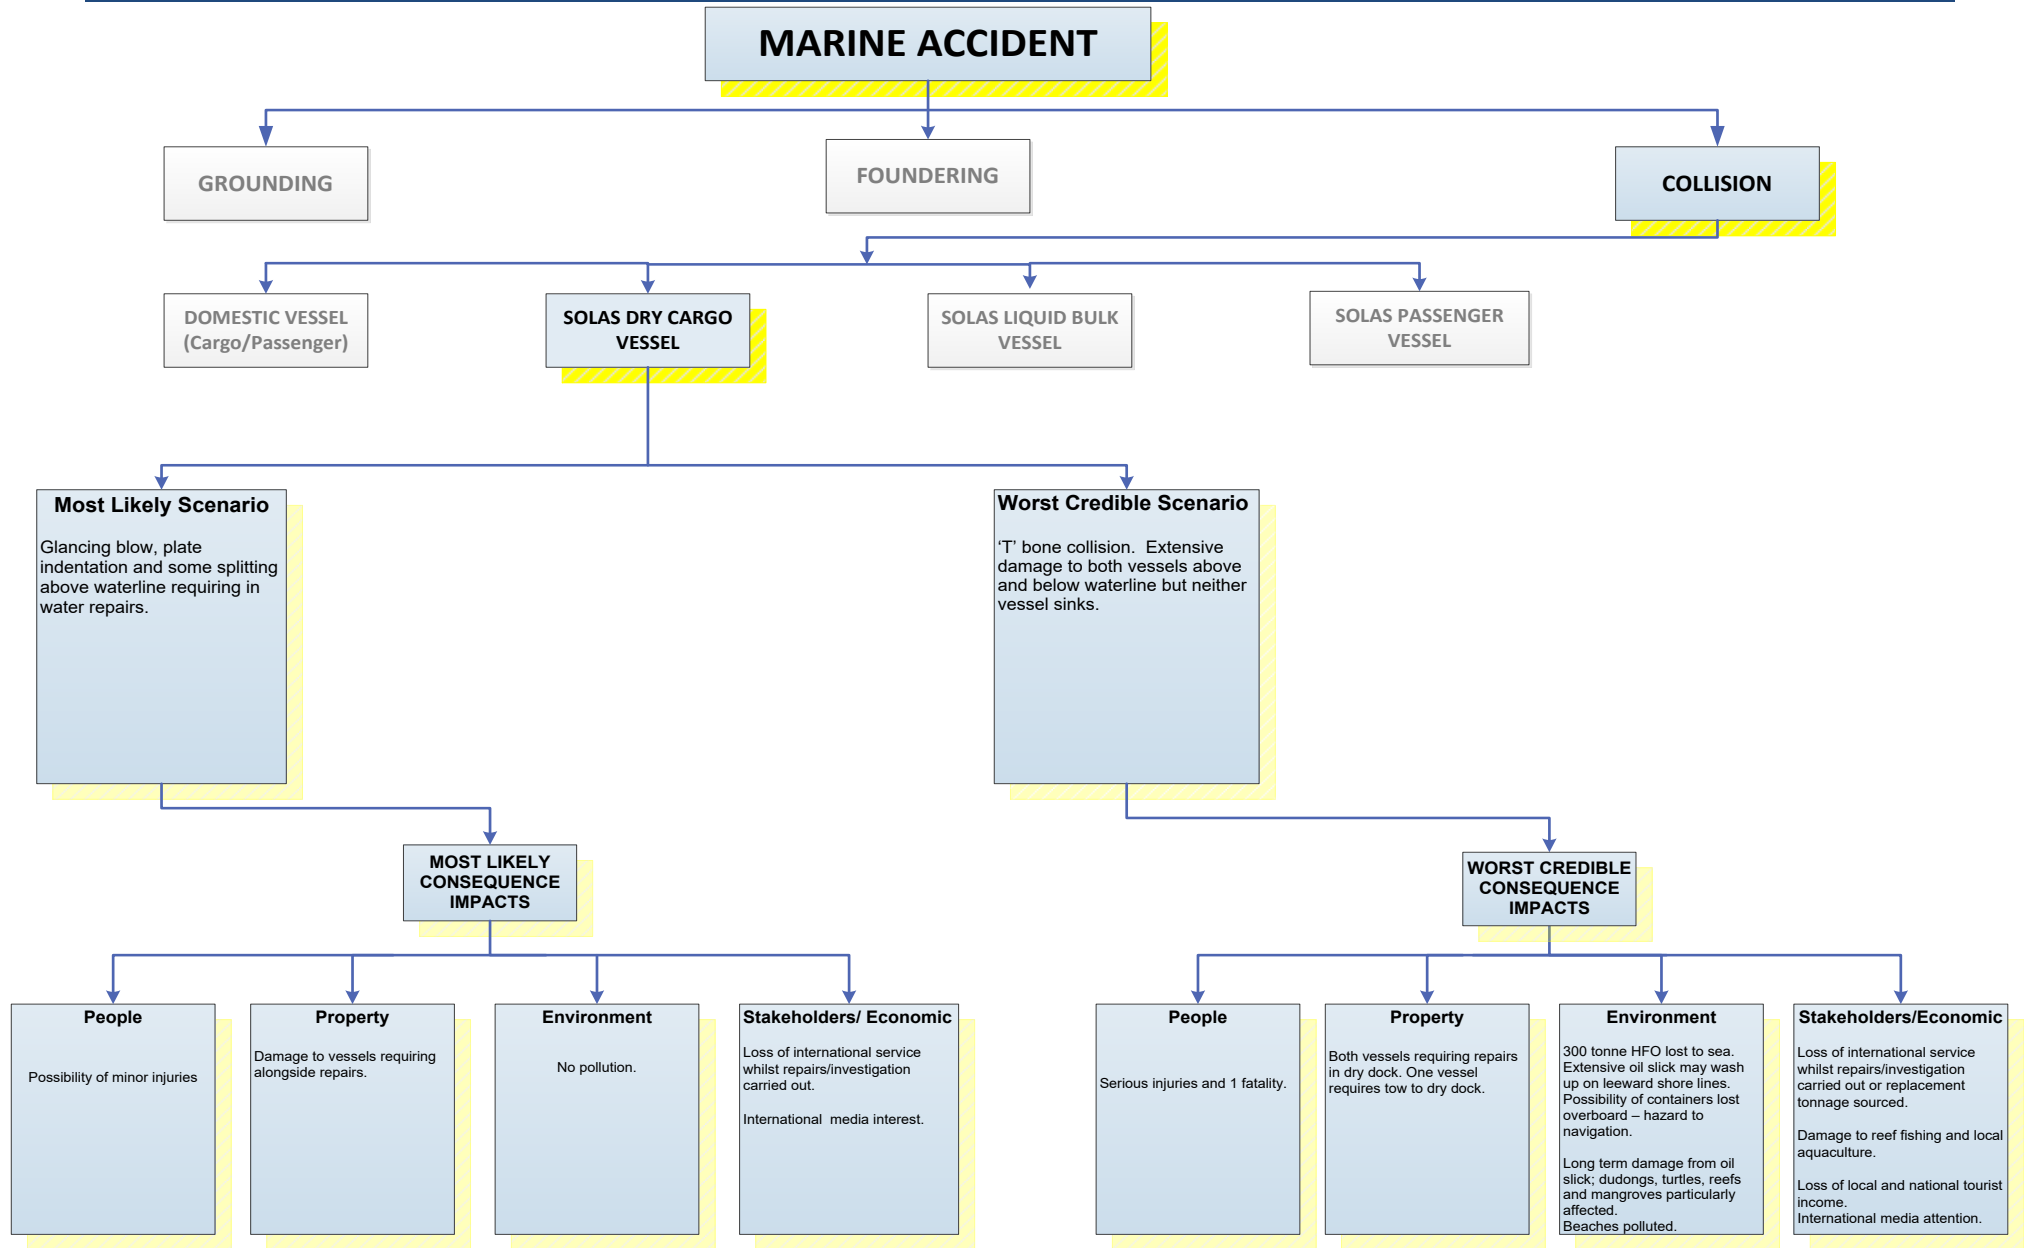 MARINE ACCIDENT
GROUNDING
FOUNDERING
COLLISION
DOMESTIC VESSEL
(Cargo/Passenger)
SOLAS DRY CARGO
VESSEL
SOLAS LIQUID BULK
VESSEL
SOLAS PASSENGER
VESSEL
Most Likely Scenario
Glancing blow, plate
indentation and some splitting
above waterline requiring in
water repairs.
Worst Credible Scenario
‘T’ bone collision.  Extensive
damage to both vessels above
and below waterline but neither
vessel sinks.
MOST LIKELY
CONSEQUENCE
IMPACTS
WORST CREDIBLE
CONSEQUENCE
IMPACTS
People
Possibility of minor injuries
Property
Damage to vessels requiring
alongside repairs.
Environment
No pollution.
Stakeholders/ Economic
Loss of international service
whilst repairs/investigation
carried out.
International  media interest.
People
Serious injuries and 1 fatality.
Property
Both vessels requiring repairs
in dry dock. One vessel
requires tow to dry dock.
Environment
300 tonne HFO lost to sea.
Extensive oil slick may wash
up on leeward shore lines.
Possibility of containers lost
overboard – hazard to
navigation.
Long term damage from oil
slick; dudongs, turtles, reefs
and mangroves particularly
affected.
Beaches polluted.
Stakeholders/Economic
Loss of international service
whilst repairs/investigation
carried out or replacement
tonnage sourced.
Damage to reef fishing and local
aquaculture.
Loss of local and national tourist
income.
International media attention.